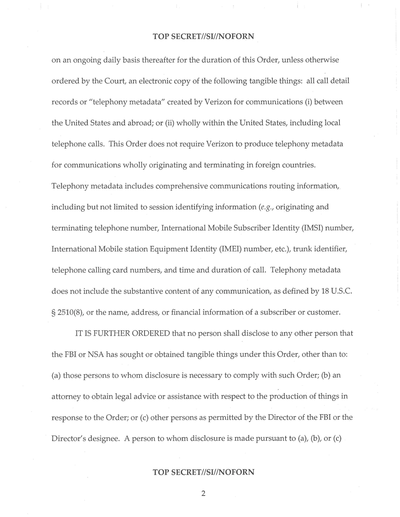 TOP SECRET//SI//NOFORN
on an ongoing daily basis thereafter for the duration of this Order, unless otherwise
ordered by the Court, an electronic copy of the following tangible things: all call detail
records or "telephony metadata" created by Verizon for communications (i) between
the United States and abroad; or (ii) wholly within the United States, including local
telephone calls. This Order does not require Verizon to produce telephony metadata
for communications wholly originating and terminating in foreign countries.
Telephony metadata includes comprehensive communications routing information,
including but not limited to session identifying information (e.g., originating and
terminating telephone number, International Mobile Subscriber Identity (IMSI) number,
International Mobile station Equipment Identity (IMEI) number, etc.), trunk identifier,
telephone calling card numbers, and time and duration of call. Telephony metadata
does not include the substantive content of any communication, as defined by 18 U.S.C.
§ 2510(8), or the name, address, or financial information of a subscriber or customer.
IT IS FURTHER ORDERED that no person shall disclose to any other person that
the FBI or NSA has sought or obtained tangible things under this Order, other than to:
(a) those persons to whom disclosure is necessary to comply with such Order; (b) an
attorney to obtain legal advice or assistance with respect to the production of things in
response to the Order; or (c) other persons as permitted by the Director of the FBI or the
Director's designee. A person to whom disclosure is made pursuant to (a), (b), or (c)
TOP SECRET//SI//NOFORN
2